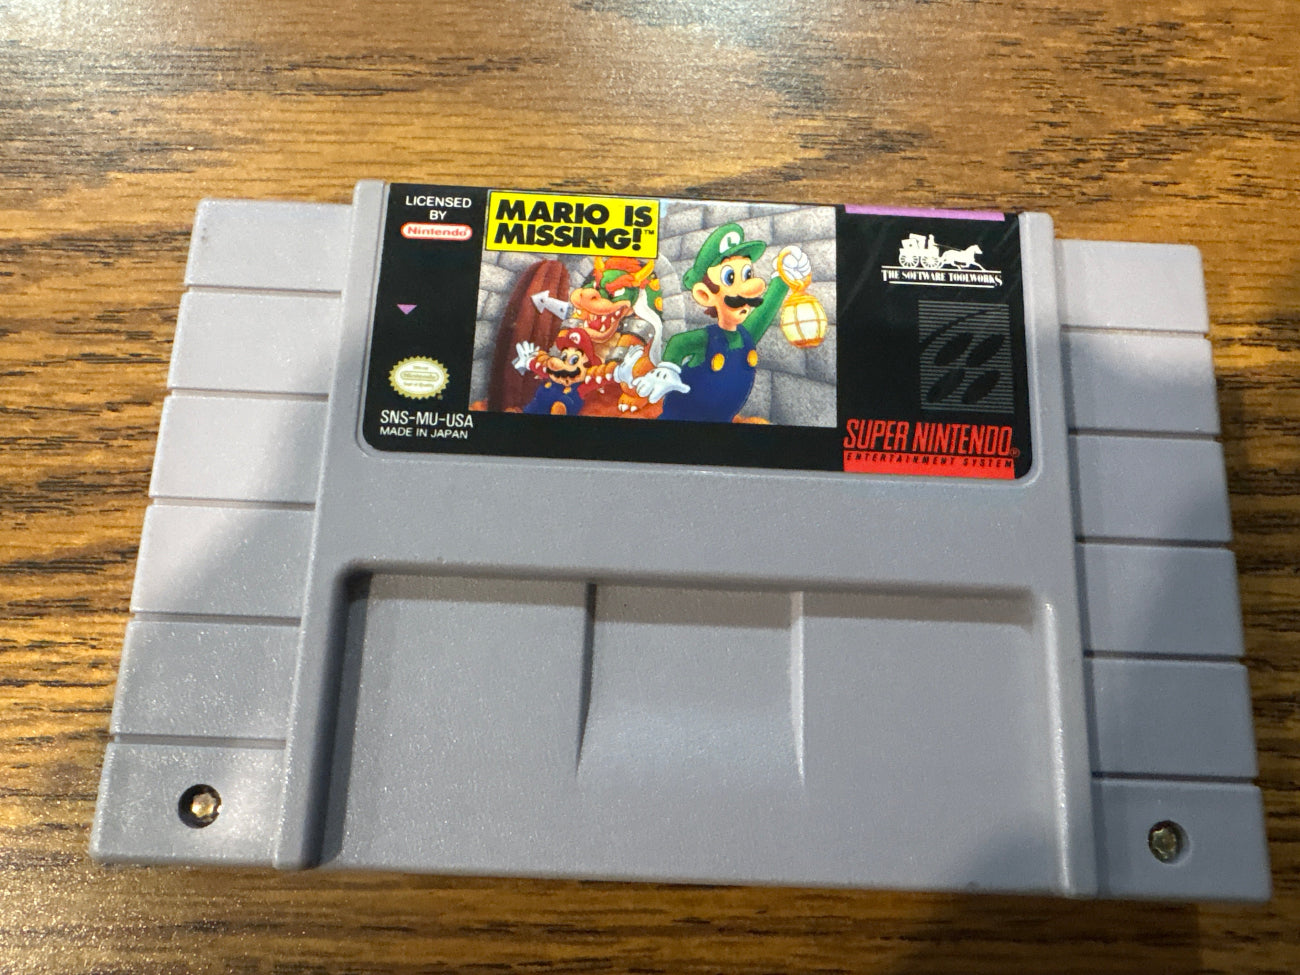 LICENSED
BY
Nintendo
MARIO IS
MISSING!™
THE SOFTWARE TOOLWORKS
L
M
Nintendo
SNS-MU-USA
MADE IN JAPAN
SUPER NINTENDO®
ENTERTAINMENT SYSTEM